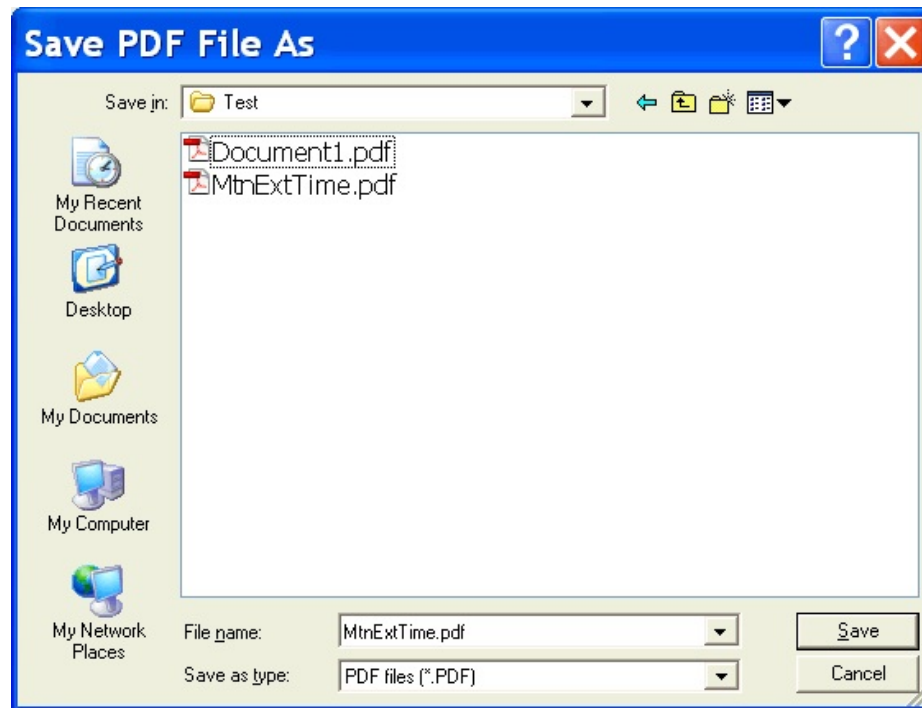 Save PDF File As
Save in: Test
Document1.pdf
MtnExtTime.pdf
My Recent
Documents
Desktop
My Documents
My Computer
My Network
Places
File name: MtnExtTime.pdf Save
Save as type: PDF files (*.PDF) Cancel